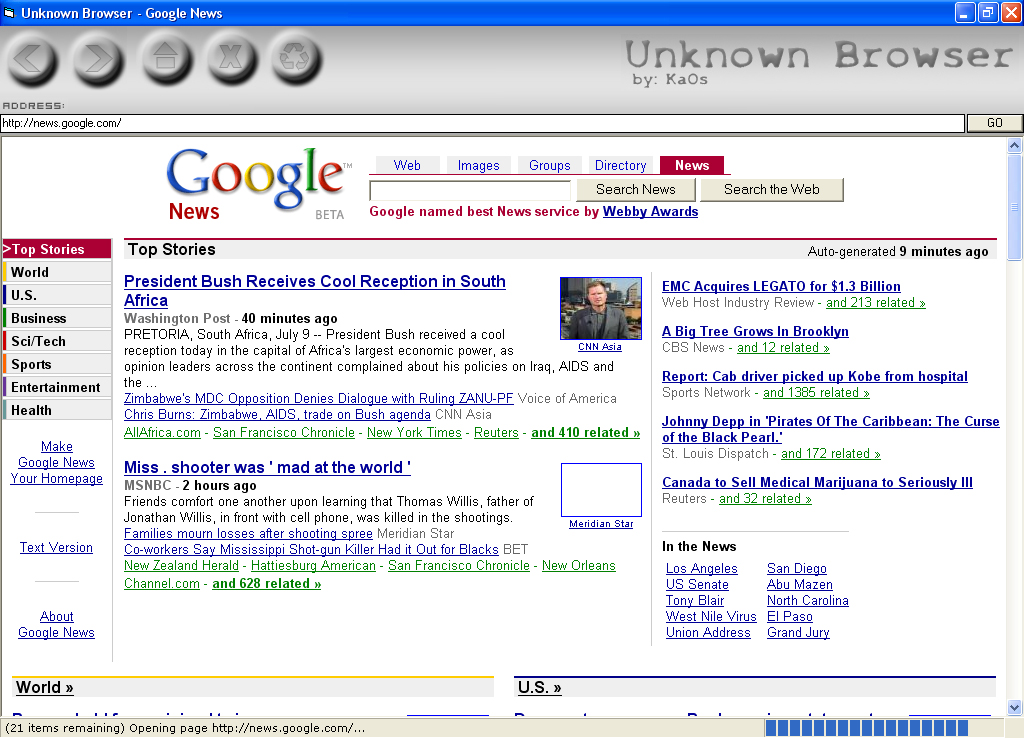 Unknown Browser - Google News
Unknown Browser
by: KaOs
ADDRESS:
http://news.google.com/
GO
Google™
News
BETA
Web Images Groups Directory News
Search News Search the Web
Google named best News service by Webby Awards
>Top Stories
World
U.S.
Business
Sci/Tech
Sports
Entertainment
Health
Make
Google News
Your Homepage
Text Version
About
Google News
Top Stories
Auto-generated 9 minutes ago
President Bush Receives Cool Reception in South
Africa
Washington Post - 40 minutes ago
PRETORIA, South Africa, July 9 -- President Bush received a cool
reception today in the capital of Africa's largest economic power, as
opinion leaders across the continent complained about his policies on Iraq, AIDS and
the ...
CNN Asia
Zimbabwe's MDC Opposition Denies Dialogue with Ruling ZANU-PF Voice of America
Chris Burns: Zimbabwe, AIDS, trade on Bush agenda CNN Asia
AllAfrica.com - San Francisco Chronicle - New York Times - Reuters - and 410 related »
Miss . shooter was ' mad at the world '
MSNBC - 2 hours ago
Friends comfort one another upon learning that Thomas Willis, father of
Jonathan Willis, in front with cell phone, was killed in the shootings.
Meridian Star
Families mourn losses after shooting spree Meridian Star
Co-workers Say Mississippi Shot-gun Killer Had it Out for Blacks BET
New Zealand Herald - Hattiesburg American - San Francisco Chronicle - New Orleans
Channel.com - and 628 related »
EMC Acquires LEGATO for $1.3 Billion
Web Host Industry Review - and 213 related »
A Big Tree Grows In Brooklyn
CBS News - and 12 related »
Report: Cab driver picked up Kobe from hospital
Sports Network - and 1385 related »
Johnny Depp in 'Pirates Of The Caribbean: The Curse
of the Black Pearl.'
St. Louis Dispatch - and 172 related »
Canada to Sell Medical Marijuana to Seriously Ill
Reuters - and 32 related »
In the News
Los Angeles San Diego
US Senate Abu Mazen
Tony Blair North Carolina
West Nile Virus El Paso
Union Address Grand Jury
World »
U.S. »
(21 items remaining) Opening page http://news.google.com/...